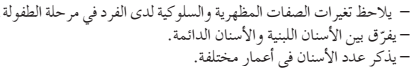 – يلاحظ تغيرات الصفات المظهرية والسلوكية لدى الفرد في مرحلة الطفولة
– يفرّق بين الأسنان اللبنية والأسنان الدائمة.
– يذكر عدد الأسنان في أعمار مختلفة.